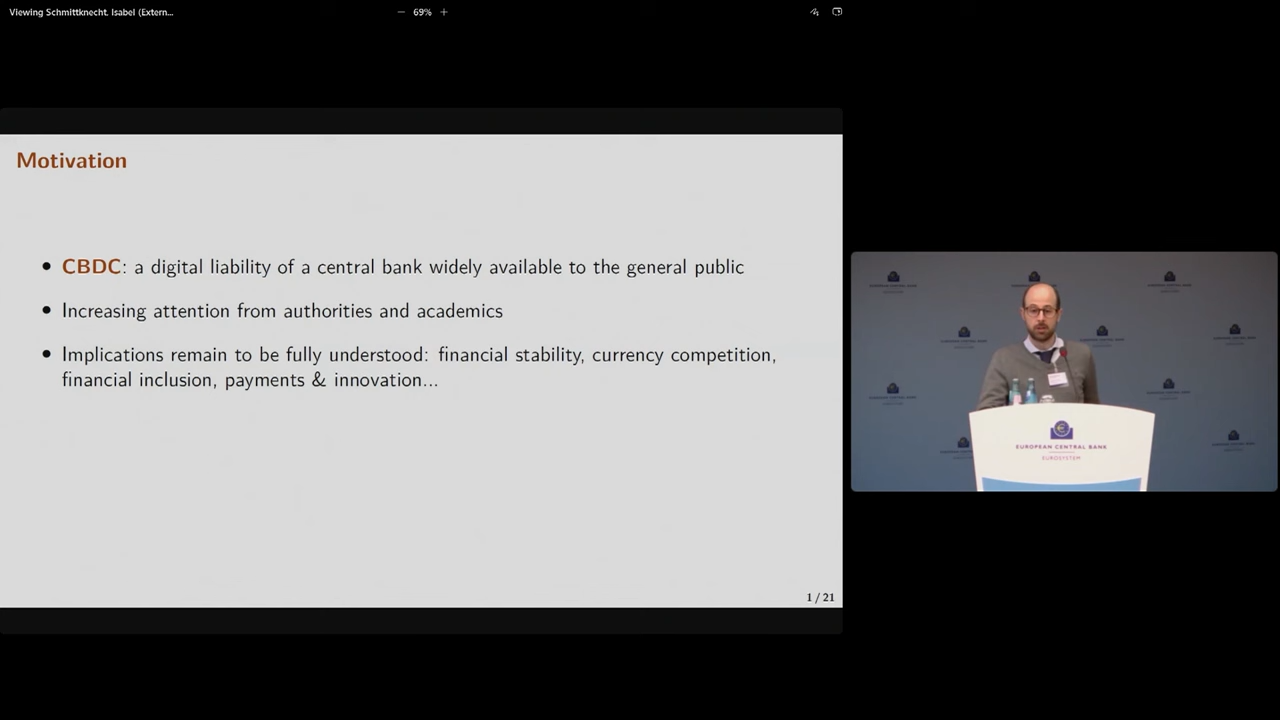 Viewing Schmittknecht, Isabel (Extern...
69%
Motivation
• CBDC: a digital liability of a central bank widely available to the general public
• Increasing attention from authorities and academics
• Implications remain to be fully understood: financial stability, currency competition,
financial inclusion, payments & innovation...
1 / 21
EUROPEAN CENTRAL BANK
EUROSYSTEM